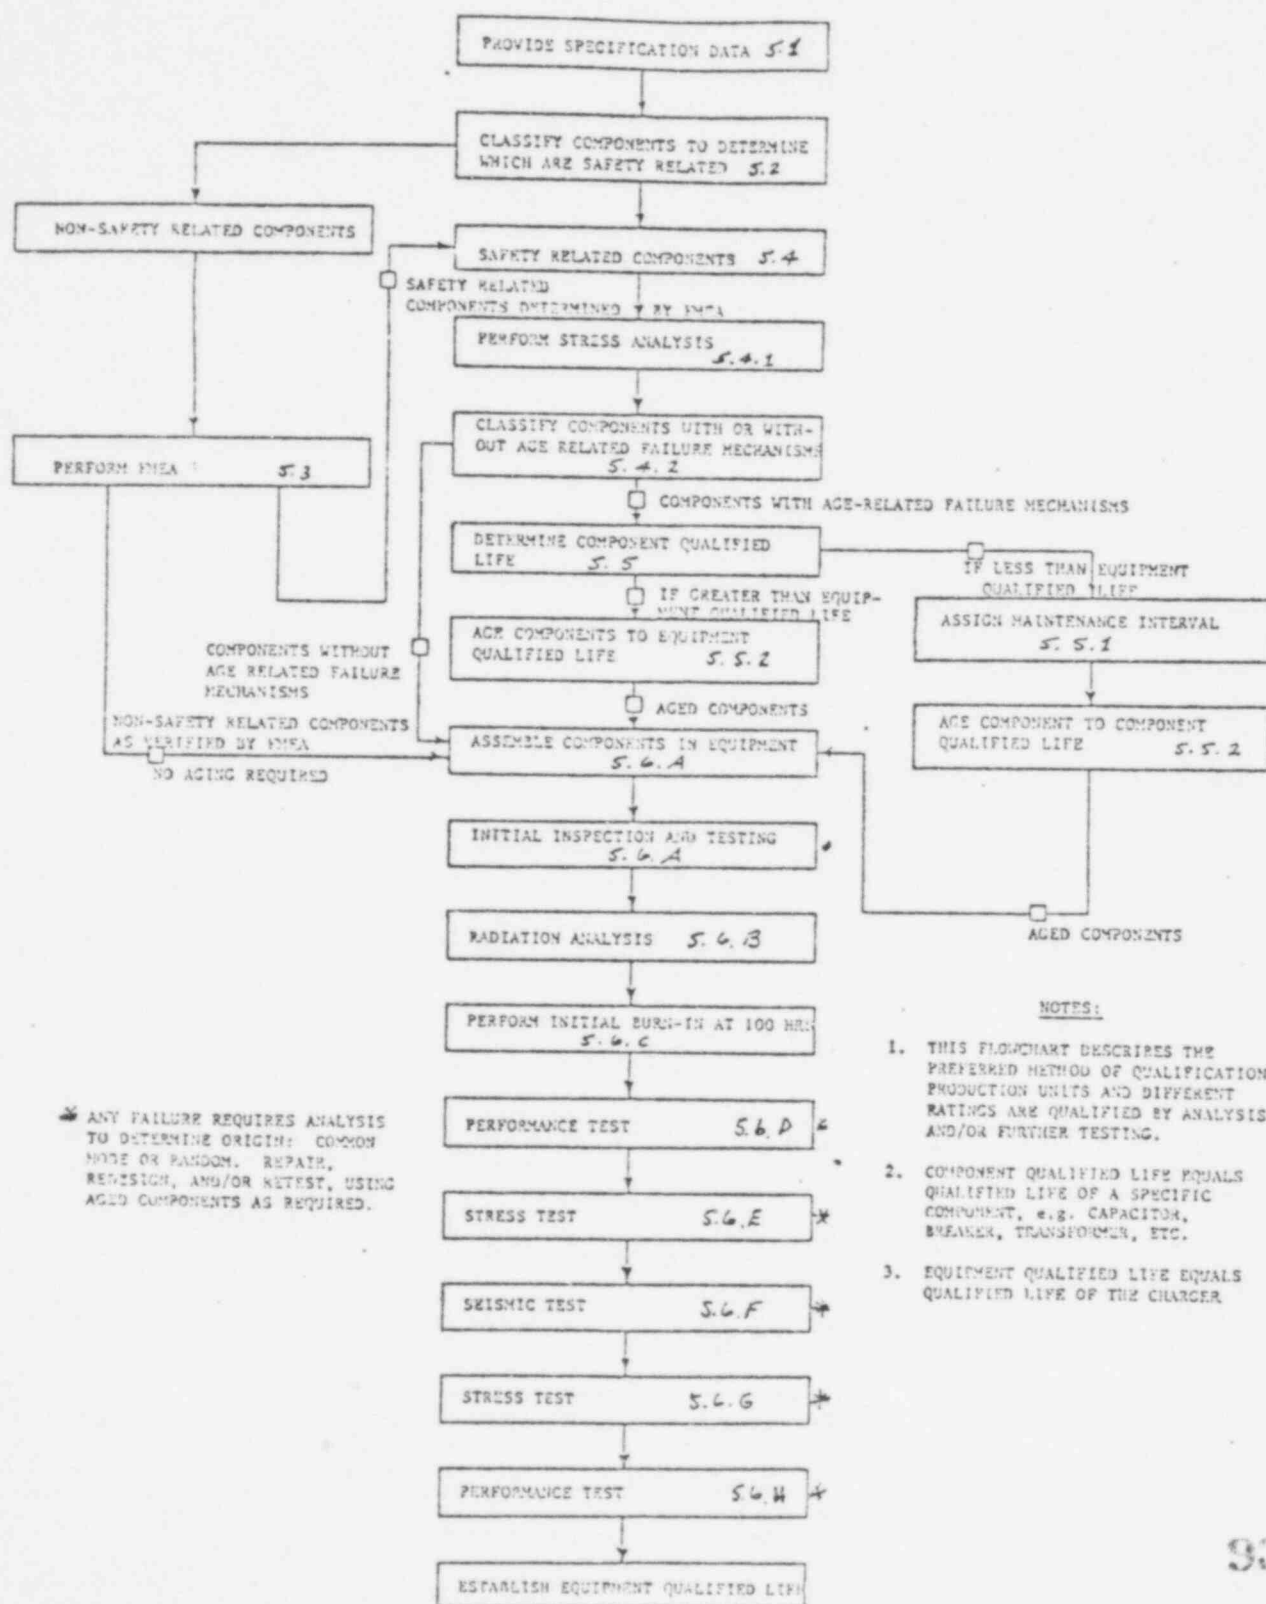 PROVIDE SPECIFICATION DATA 5.1
CLASSIFY COMPONENTS TO DETERMINE
WHICH ARE SAFETY RELATED 5.2
NON-SAFETY RELATED COMPONENTS
SAFETY RELATED COMPONENTS 5.4
SAFETY RELATED
COMPONENTS DETERMINED BY FMEA
PERFORM STRESS ANALYSIS
5.4.1
CLASSIFY COMPONENTS WITH OR WITH-
OUT AGE RELATED FAILURE MECHANISMS
5.4.2
PERFORM FMEA 5.3
COMPONENTS WITH AGE-RELATED FAILURE MECHANISMS
DETERMINE COMPONENT QUALIFIED
LIFE 5.5
IF LESS THAN EQUIPMENT
QUALIFIED LIFE
IF GREATER THAN EQUIP-
MENT QUALIFIED LIFE
ASSIGN MAINTENANCE INTERVAL
5.5.1
AGE COMPONENTS TO EQUIPMENT
QUALIFIED LIFE 5.5.2
COMPONENTS WITHOUT
AGE RELATED FAILURE
MECHANISMS
AGED COMPONENTS
NON-SAFETY RELATED COMPONENTS
AS VERIFIED BY FMEA
NO AGING REQUIRED
ASSEMBLE COMPONENTS IN EQUIPMENT
5.6.A
AGE COMPONENT TO COMPONENT
QUALIFIED LIFE 5.5.2
INITIAL INSPECTION AND TESTING
5.6.A
AGED COMPONENTS
RADIATION ANALYSIS 5.6.B
PERFORM INITIAL BURN-IN AT 100 HRS
5.6.C
PERFORMANCE TEST 5.6.D *
STRESS TEST 5.6.E *
SEISMIC TEST 5.6.F *
STRESS TEST 5.6.G *
PERFORMANCE TEST 5.6.H *
ESTABLISH EQUIPMENT QUALIFIED LIFE
* ANY FAILURE REQUIRES ANALYSIS
TO DETERMINE ORIGIN: COMMON
MODE OR RANDOM. REPAIR,
REDISIGN, AND/OR RETEST, USING
AGED COMPONENTS AS REQUIRED.
NOTES:
1. THIS FLOWCHART DESCRIBES THE
PREFERRED METHOD OF QUALIFICATION
PRODUCTION UNITS AND DIFFERENT
RATINGS ARE QUALIFIED BY ANALYSIS
AND/OR FURTHER TESTING.
2. COMPONENT QUALIFIED LIFE EQUALS
QUALIFIED LIFE OF A SPECIFIC
COMPONENT, e.g. CAPACITOR,
BREAKER, TRANSFORMER, ETC.
3. EQUIPMENT QUALIFIED LIFE EQUALS
QUALIFIED LIFE OF THE CHARGER